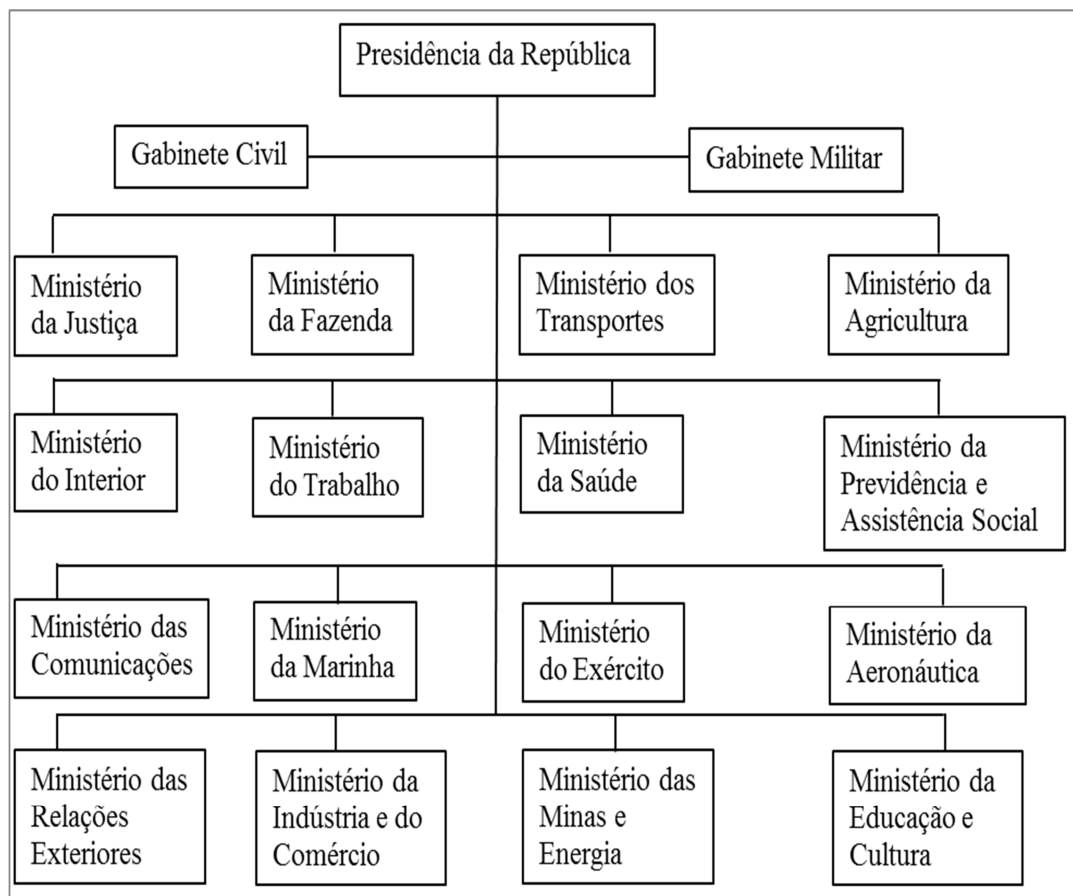 Presidência da República
Gabinete Civil
Gabinete Militar
Ministério
da Justiça
Ministério
da Fazenda
Ministério dos
Transportes
Ministério da
Agricultura
Ministério
do Interior
Ministério
do Trabalho
Ministério
da Saúde
Ministério da
Previdência e
Assistência Social
Ministério das
Comunicações
Ministério
da Marinha
Ministério
do Exército
Ministério da
Aeronáutica
Ministério das
Relações
Exteriores
Ministério da
Indústria e do
Comércio
Ministério das
Minas e
Energia
Ministério da
Educação e
Cultura